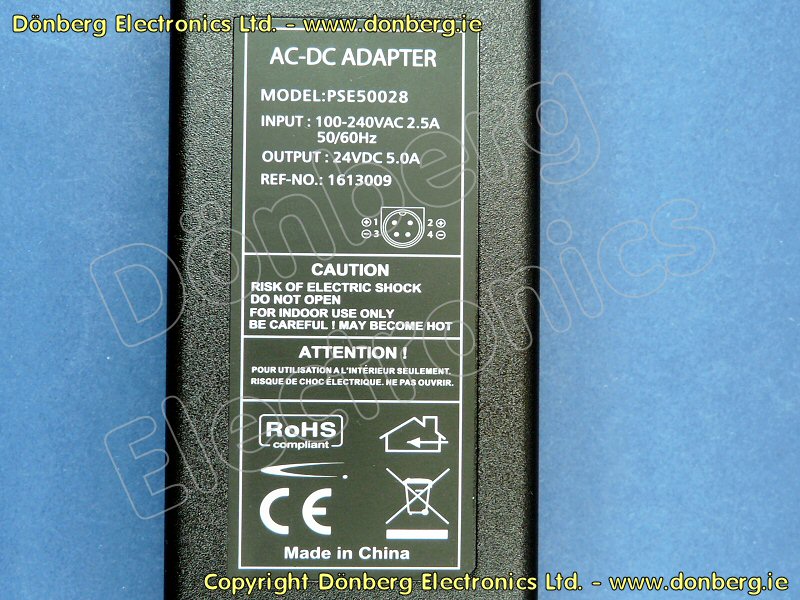 Dönberg Electronics Ltd. - www.donberg.ie
AC-DC ADAPTER
MODEL:PSE50028
INPUT : 100-240VAC 2.5A
50/60Hz
OUTPUT : 24VDC 5.0A
REF-NO.: 1613009
⊕ 1 2 ⊕
⊖ 3 4 ⊖
CAUTION
RISK OF ELECTRIC SHOCK
DO NOT OPEN
FOR INDOOR USE ONLY
BE CAREFUL ! MAY BECOME HOT
ATTENTION !
POUR UTILISATION A L'INTÉRIEUR SEULEMENT.
RISQUE DE CHOC ÉLECTRIQUE. NE PAS OUVRIR.
RoHS
compliant
CE
Made in China
Dönberg
Electronics
Copyright Dönberg Electronics Ltd. - www.donberg.ie